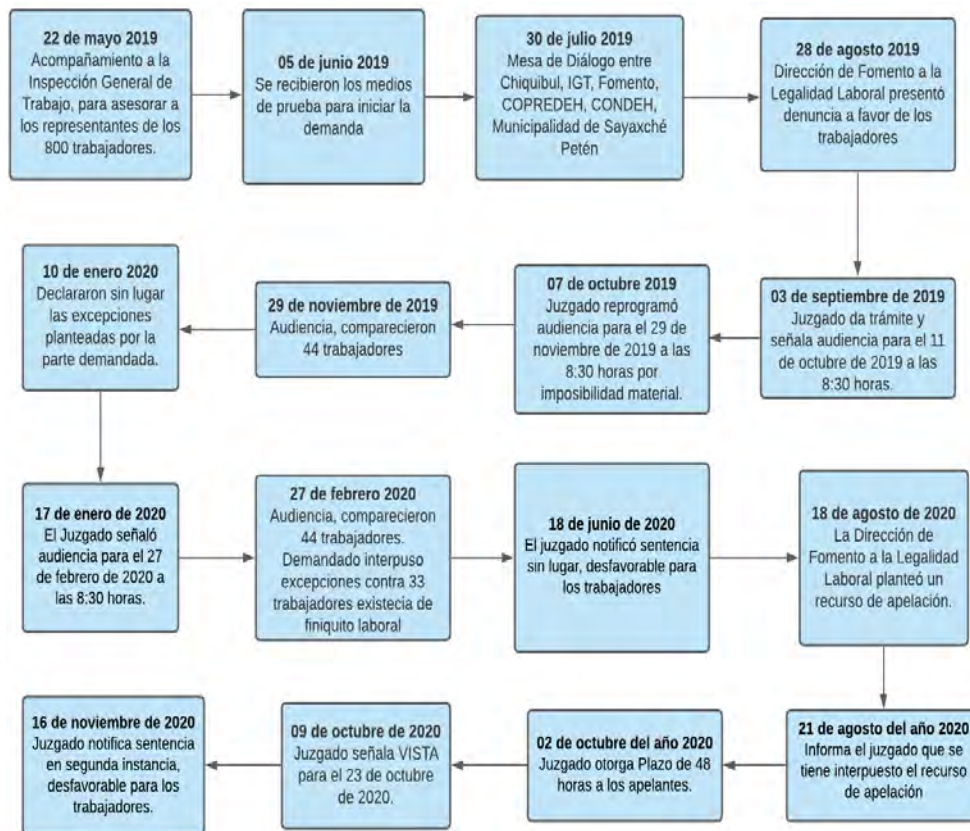 22 de mayo 2019
Acompañamiento a la
Inspección General de
Trabajo, para asesorar a
los representantes de los
800 trabajadores.
05 de junio 2019
Se recibieron los medios
de prueba para iniciar la
demanda
30 de julio 2019
Mesa de Diálogo entre
Chiquibul, IGT, Fomento,
COPREDEH, CONDEH,
Municipalidad de Sayaxché
Petén
28 de agosto 2019
Dirección de Fomento a la
Legalidad Laboral presentó
denuncia a favor de los
trabajadores
03 de septiembre de 2019
Juzgado da trámite y
señala audiencia para el 11
de octubre de 2019 a las
8:30 horas.
07 de octubre 2019
Juzgado reprogramó
audiencia para el 29 de
noviembre de 2019 a las
8:30 horas por
imposibilidad material.
29 de noviembre de 2019
Audiencia, comparecieron
44 trabajadores
10 de enero 2020
Declararon sin lugar
las excepciones
planteadas por la
parte demandada.
17 de enero de 2020
El Juzgado señaló
audiencia para el 27
de febrero de 2020 a
las 8:30 horas.
27 de febrero 2020
Audiencia, comparecieron
44 trabajadores.
Demandado interpuso
excepciones contra 33
trabajadores existecia de
finiquito laboral
18 de junio de 2020
El juzgado notificó sentencia
sin lugar, desfavorable para
los trabajadores
18 de agosto de 2020
La Dirección de
Fomento a la Legalidad
Laboral planteó un
recurso de apelación.
21 de agosto del año 2020
Informa el juzgado que se
tiene interpuesto el recurso
de apelación
02 de octubre del año 2020
Juzgado otorga Plazo de 48
horas a los apelantes.
09 de octubre de 2020
Juzgado señala VISTA
para el 23 de octubre
de 2020.
16 de noviembre de 2020
Juzgado notifica sentencia
en segunda instancia,
desfavorable para los
trabajadores.